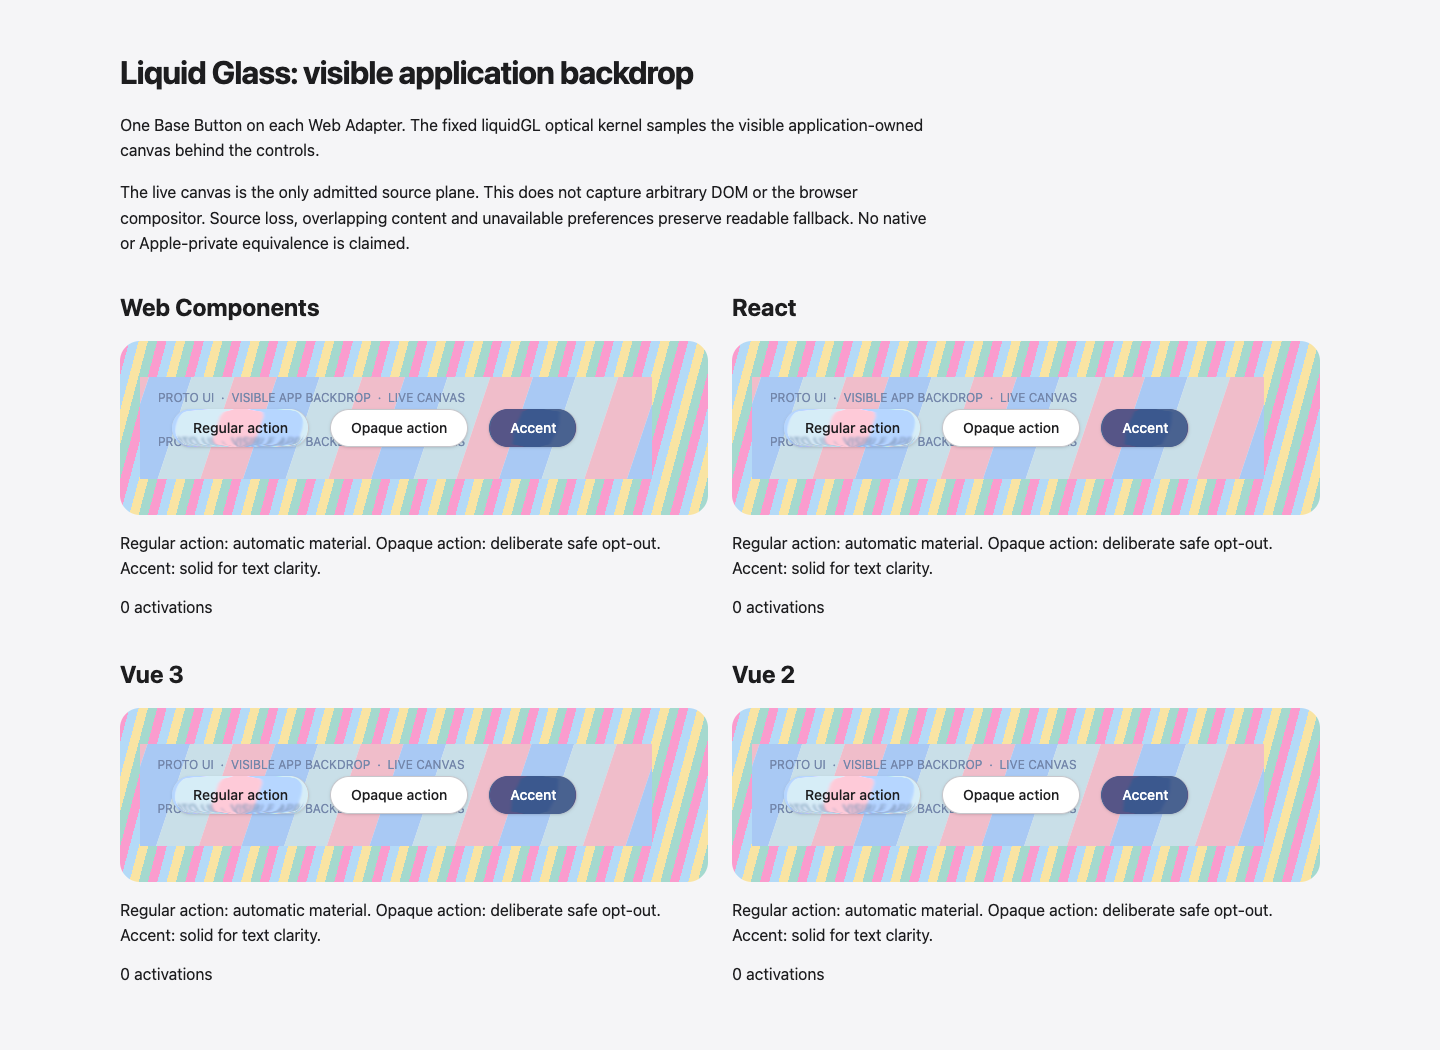 Liquid Glass: visible application backdrop
One Base Button on each Web Adapter. The fixed liquidGL optical kernel samples the visible application-owned
canvas behind the controls.
The live canvas is the only admitted source plane. This does not capture arbitrary DOM or the browser
compositor. Source loss, overlapping content and unavailable preferences preserve readable fallback. No native
or Apple-private equivalence is claimed.
Web Components
PROTO UI · VISIBLE APP BACKDROP · LIVE CANVAS
Regular action
Opaque action
Accent
Regular action: automatic material. Opaque action: deliberate safe opt-out.
Accent: solid for text clarity.
0 activations
React
PROTO UI · VISIBLE APP BACKDROP · LIVE CANVAS
Regular action
Opaque action
Accent
Regular action: automatic material. Opaque action: deliberate safe opt-out.
Accent: solid for text clarity.
0 activations
Vue 3
PROTO UI · VISIBLE APP BACKDROP · LIVE CANVAS
Regular action
Opaque action
Accent
Regular action: automatic material. Opaque action: deliberate safe opt-out.
Accent: solid for text clarity.
0 activations
Vue 2
PROTO UI · VISIBLE APP BACKDROP · LIVE CANVAS
Regular action
Opaque action
Accent
Regular action: automatic material. Opaque action: deliberate safe opt-out.
Accent: solid for text clarity.
0 activations